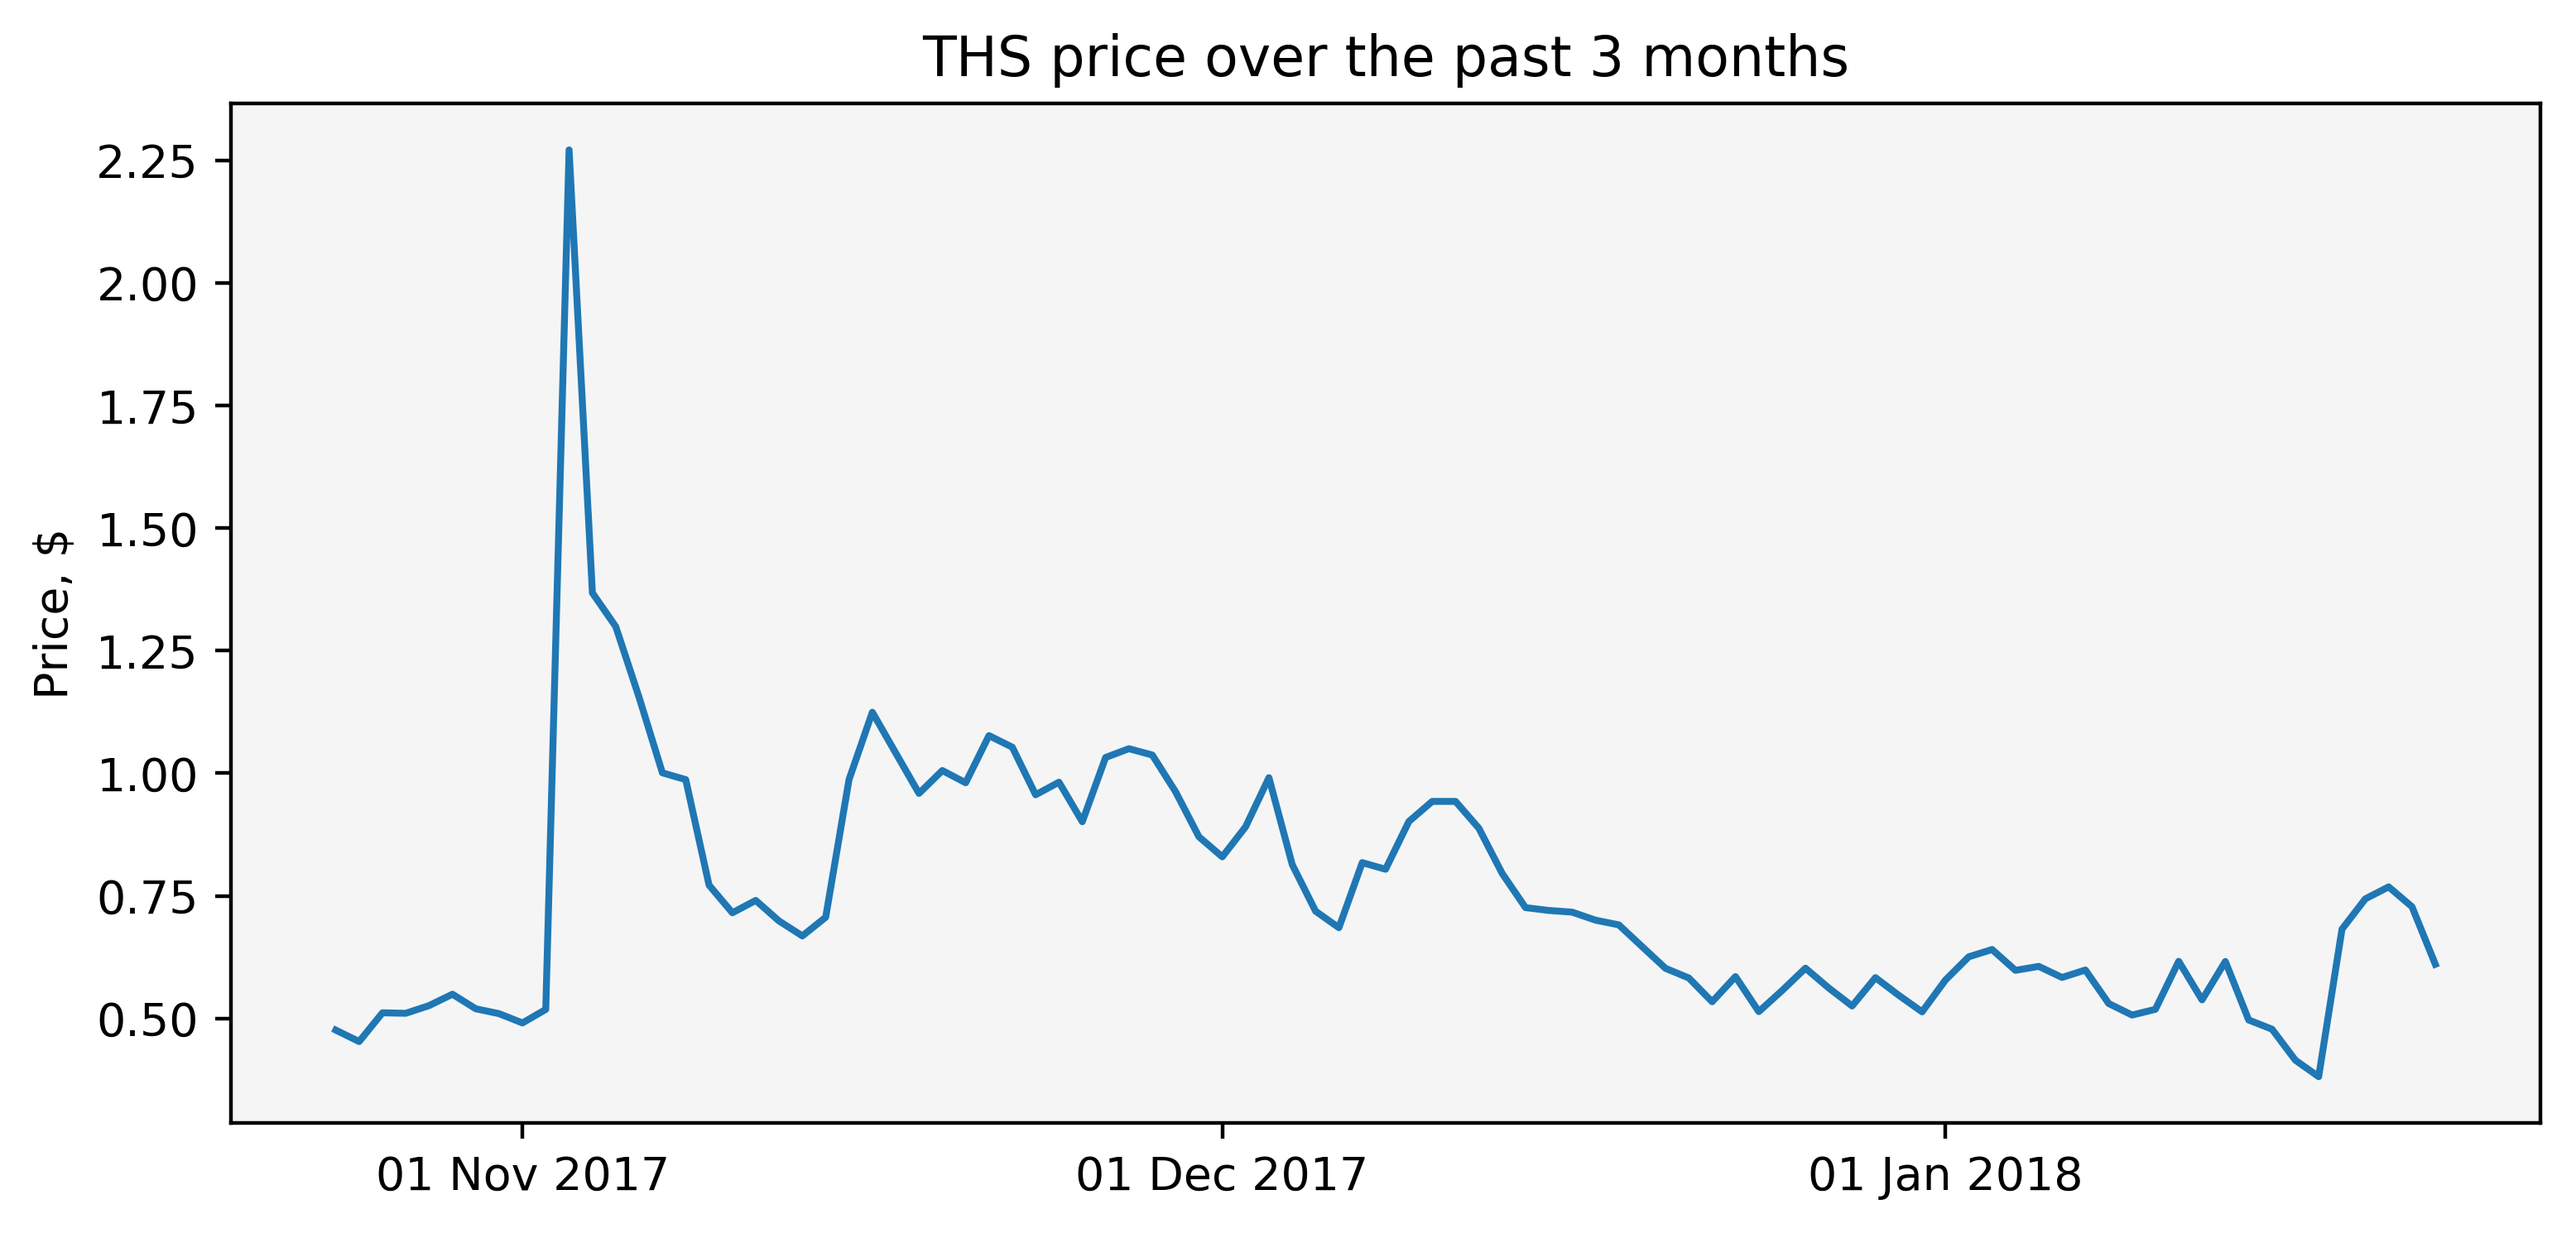 THS price over the past 3 months
Price, $
2.25
2.00
1.75
1.50
1.25
1.00
0.75
0.50
01 Nov 2017
01 Dec 2017
01 Jan 2018